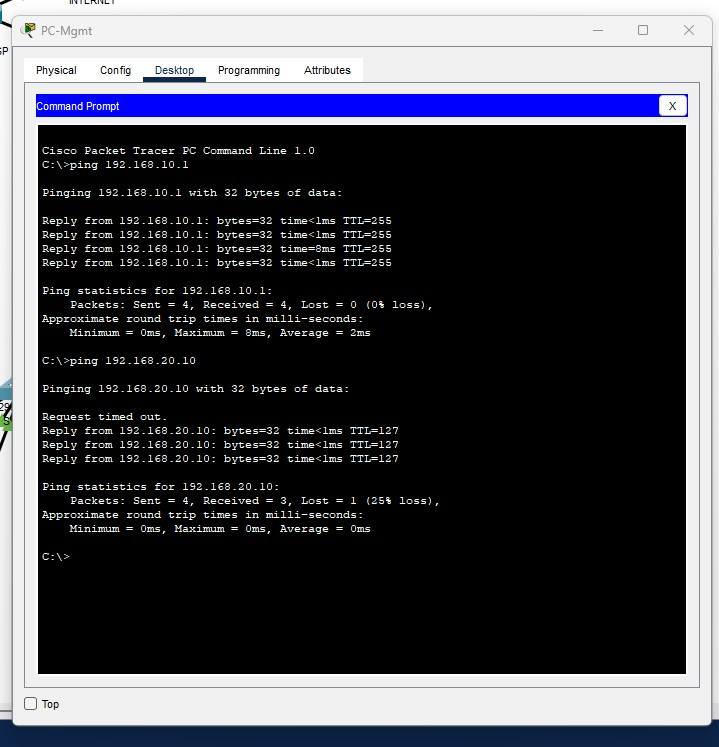 INTERNET
PC-Mgmt
SP
Physical Config Desktop Programming Attributes
Command Prompt X
Cisco Packet Tracer PC Command Line 1.0
C:\>ping 192.168.10.1
Pinging 192.168.10.1 with 32 bytes of data:
Reply from 192.168.10.1: bytes=32 time<1ms TTL=255
Reply from 192.168.10.1: bytes=32 time<1ms TTL=255
Reply from 192.168.10.1: bytes=32 time=8ms TTL=255
Reply from 192.168.10.1: bytes=32 time<1ms TTL=255
Ping statistics for 192.168.10.1:
Packets: Sent = 4, Received = 4, Lost = 0 (0% loss),
Approximate round trip times in milli-seconds:
Minimum = 0ms, Maximum = 8ms, Average = 2ms
C:\>ping 192.168.20.10
Pinging 192.168.20.10 with 32 bytes of data:
Request timed out.
Reply from 192.168.20.10: bytes=32 time<1ms TTL=127
Reply from 192.168.20.10: bytes=32 time<1ms TTL=127
Reply from 192.168.20.10: bytes=32 time<1ms TTL=127
Ping statistics for 192.168.20.10:
Packets: Sent = 4, Received = 3, Lost = 1 (25% loss),
Approximate round trip times in milli-seconds:
Minimum = 0ms, Maximum = 0ms, Average = 0ms
C:\>
Top